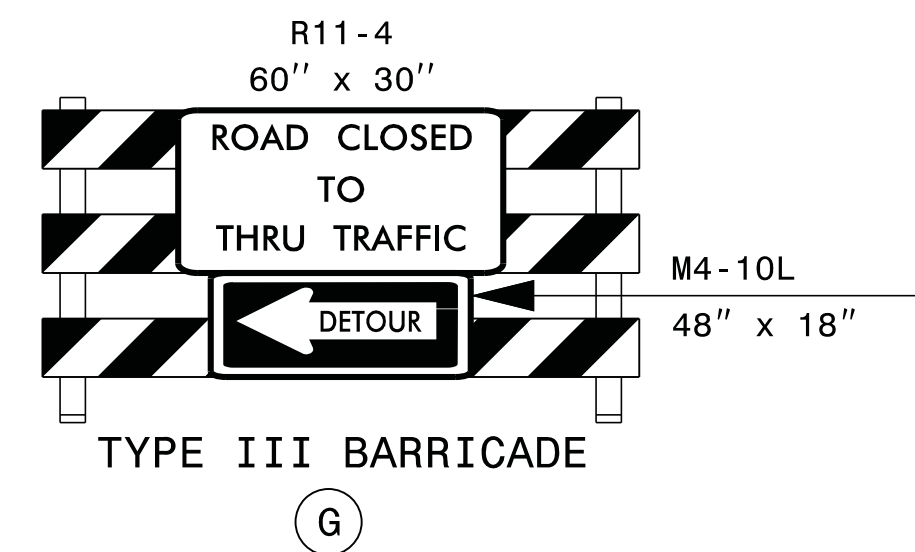 R11-4
60" x 30"
ROAD CLOSED
TO
THRU TRAFFIC
DETOUR
M4-10L
48" x 18"
TYPE III BARRICADE
G